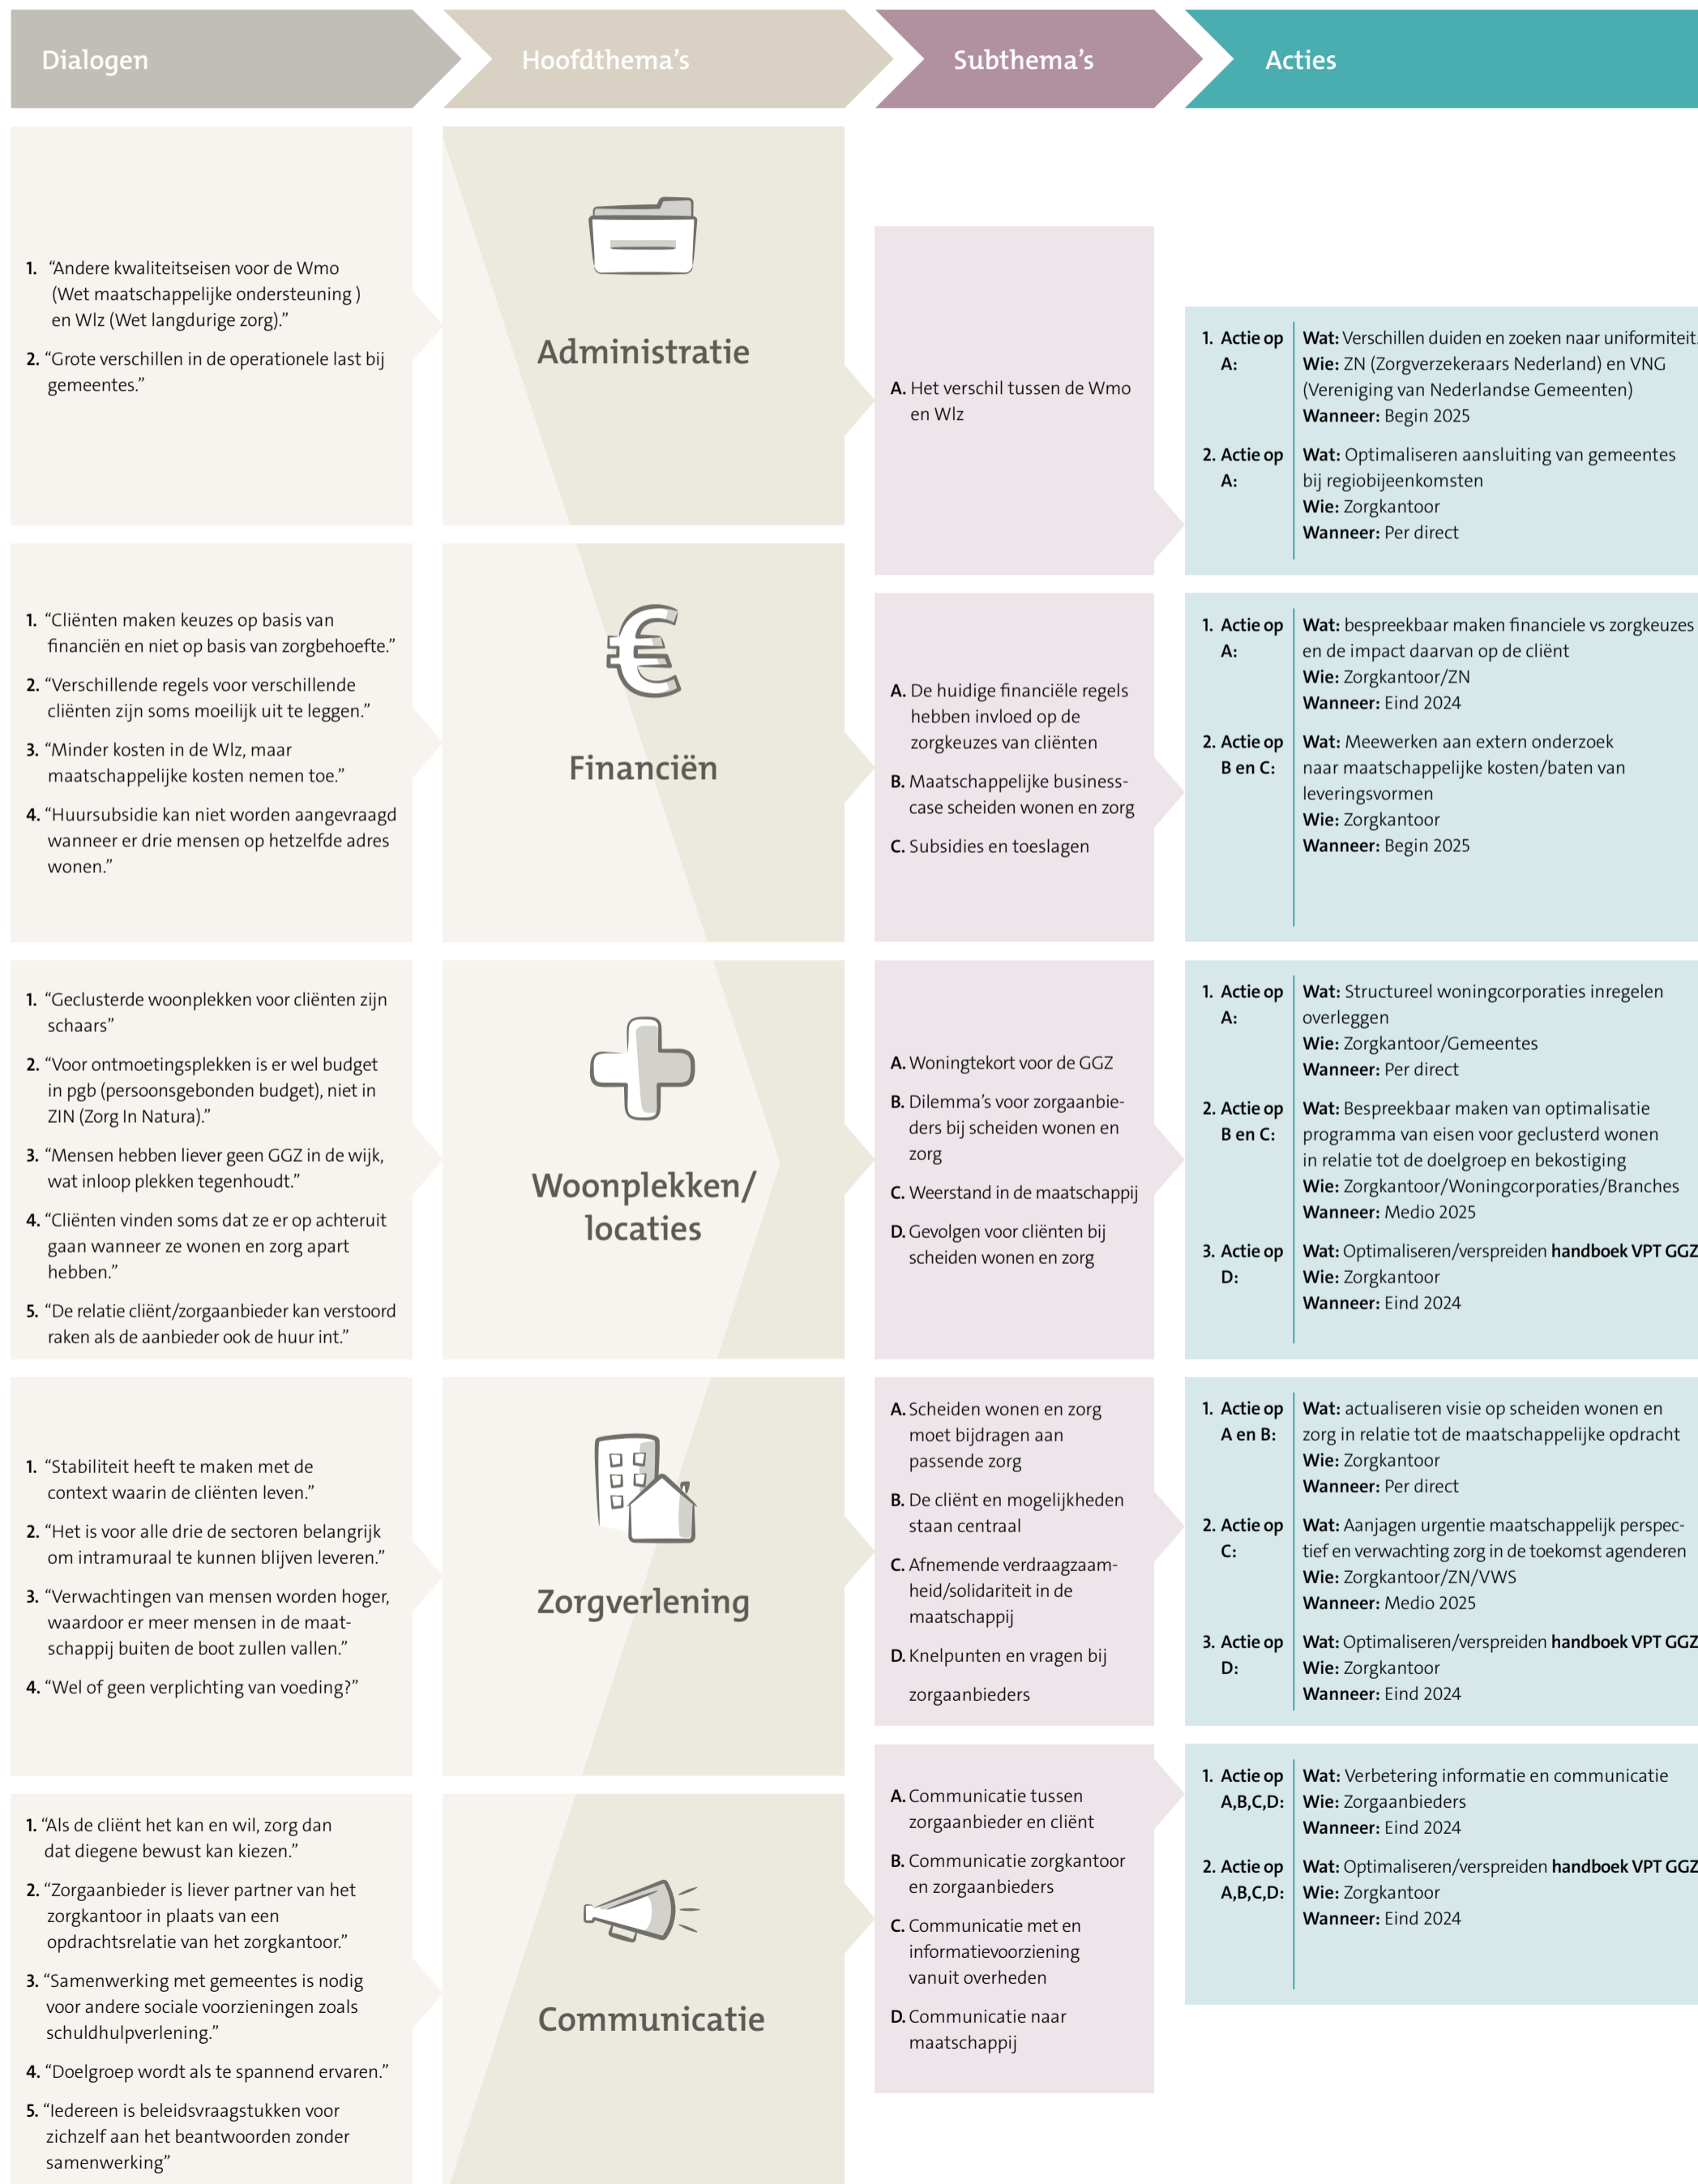 Dialogen
Hoofdthema's
Subthema's
Acties
1. “Andere kwaliteitseisen voor de Wmo
(Wet maatschappelijke ondersteuning )
en Wlz (Wet langdurige zorg).”
2. “Grote verschillen in de operationele last bij
gemeentes.”
Administratie
A. Het verschil tussen de Wmo
en Wlz
1. Actie op
A:
Wat: Verschillen duiden en zoeken naar uniformiteit.
Wie: ZN (Zorgverzekeraars Nederland) en VNG
(Vereniging van Nederlandse Gemeenten)
Wanneer: Begin 2025
2. Actie op
A:
Wat: Optimaliseren aansluiting van gemeentes
bij regiobijeenkomsten
Wie: Zorgkantoor
Wanneer: Per direct
1. “Cliënten maken keuzes op basis van
financiën en niet op basis van zorgbehoefte.”
2. “Verschillende regels voor verschillende
cliënten zijn soms moeilijk uit te leggen.”
3. “Minder kosten in de Wlz, maar
maatschappelijke kosten nemen toe.”
4. “Huursubsidie kan niet worden aangevraagd
wanneer er drie mensen op hetzelfde adres
wonen.”
€
Financiën
A. De huidige financiële regels
hebben invloed op de
zorgkeuzes van cliënten
B. Maatschappelijke business-
case scheiden wonen en zorg
C. Subsidies en toeslagen
1. Actie op
A:
Wat: bespreekbaar maken financiele vs zorgkeuzes
en de impact daarvan op de cliënt
Wie: Zorgkantoor/ZN
Wanneer: Eind 2024
2. Actie op
B en C:
Wat: Meewerken aan extern onderzoek
naar maatschappelijke kosten/baten van
leveringsvormen
Wie: Zorgkantoor
Wanneer: Begin 2025
1. “Geclusterde woonplekken voor cliënten zijn
schaars”
2. “Voor ontmoetingsplekken is er wel budget
in pgb (persoonsgebonden budget), niet in
ZIN (Zorg In Natura).”
3. “Mensen hebben liever geen GGZ in de wijk,
wat inloop plekken tegenhoudt.”
4. “Cliënten vinden soms dat ze er op achteruit
gaan wanneer ze wonen en zorg apart
hebben.”
5. “De relatie cliënt/zorgaanbieder kan verstoord
raken als de aanbieder ook de huur int.”
Woonplekken/
locaties
A. Woningtekort voor de GGZ
B. Dilemma's voor zorgaanbie-
ders bij scheiden wonen en
zorg
C. Weerstand in de maatschappij
D. Gevolgen voor cliënten bij
scheiden wonen en zorg
1. Actie op
A:
Wat: Structureel woningcorporaties inregelen
overleggen
Wie: Zorgkantoor/Gemeentes
Wanneer: Per direct
2. Actie op
B en C:
Wat: Bespreekbaar maken van optimalisatie
programma van eisen voor geclusterd wonen
in relatie tot de doelgroep en bekostiging
Wie: Zorgkantoor/Woningcorporaties/Branches
Wanneer: Medio 2025
3. Actie op
D:
Wat: Optimaliseren/verspreiden handboek VPT GGZ
Wie: Zorgkantoor
Wanneer: Eind 2024
1. “Stabiliteit heeft te maken met de
context waarin de cliënten leven.”
2. “Het is voor alle drie de sectoren belangrijk
om intramuraal te kunnen blijven leveren.”
3. “Verwachtingen van mensen worden hoger,
waardoor er meer mensen in de maat-
schappij buiten de boot zullen vallen.”
4. “Wel of geen verplichting van voeding?”
Zorgverlening
A. Scheiden wonen en zorg
moet bijdragen aan
passende zorg
B. De cliënt en mogelijkheden
staan centraal
C. Afnemende verdraagzaam-
heid/solidariteit in de
maatschappij
D. Knelpunten en vragen bij
zorgaanbieders
1. Actie op
A en B:
Wat: actualiseren visie op scheiden wonen en
zorg in relatie tot de maatschappelijke opdracht
Wie: Zorgkantoor
Wanneer: Per direct
2. Actie op
C:
Wat: Aanjagen urgentie maatschappelijk perspec-
tief en verwachting zorg in de toekomst agenderen
Wie: Zorgkantoor/ZN/VWS
Wanneer: Medio 2025
3. Actie op
D:
Wat: Optimaliseren/verspreiden handboek VPT GGZ
Wie: Zorgkantoor
Wanneer: Eind 2024
1. “Als de cliënt het kan en wil, zorg dan
dat diegene bewust kan kiezen.”
2. “Zorgaanbieder is liever partner van het
zorgkantoor in plaats van een
opdrachtsrelatie van het zorgkantoor.”
3. “Samenwerking met gemeentes is nodig
voor andere sociale voorzieningen zoals
schuldhulpverlening.”
4. “Doelgroep wordt als te spannend ervaren.”
5. “Iedereen is beleidsvraagstukken voor
zichzelf aan het beantwoorden zonder
samenwerking”
Communicatie
A. Communicatie tussen
zorgaanbieder en cliënt
B. Communicatie zorgkantoor
en zorgaanbieders
C. Communicatie met en
informatievoorziening
vanuit overheden
D. Communicatie naar
maatschappij
1. Actie op
A,B,C,D:
Wat: Verbetering informatie en communicatie
Wie: Zorgaanbieders
Wanneer: Eind 2024
2. Actie op
A,B,C,D:
Wat: Optimaliseren/verspreiden handboek VPT GGZ
Wie: Zorgkantoor
Wanneer: Eind 2024